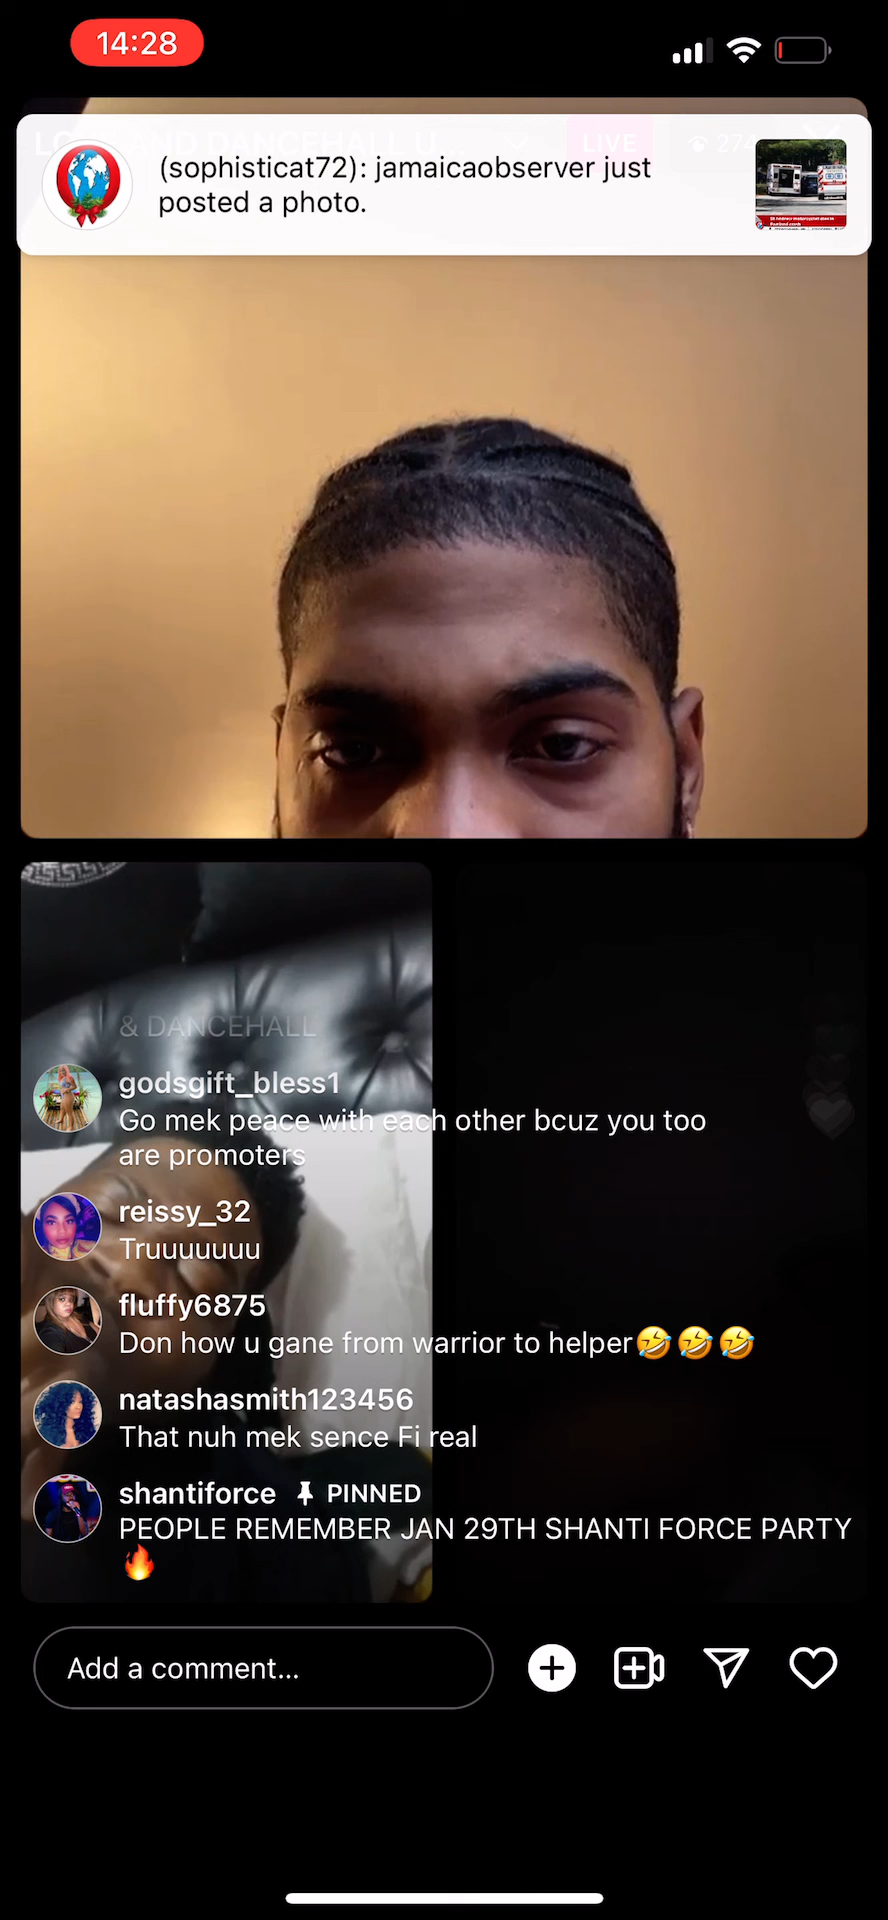 14:28
LIVE
274
(sophisticat72): jamaicaobserver just
posted a photo.
& DANCEHALL
godsgift_bless1
Go mek peace with each other bcuz you too
are promoters
reissy_32
Truuuuuuu
fluffy6875
Don how u gane from warrior to helper🤣🤣🤣
natashasmith123456
That nuh mek sence Fi real
shantiforce PINNED
PEOPLE REMEMBER JAN 29TH SHANTI FORCE PARTY
🔥
Add a comment...